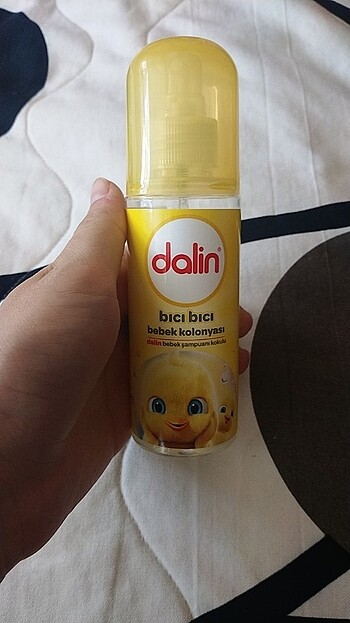 dalin
bıcı bıcı
bebek kolonyası
dalin bebek şampuanı kokulu